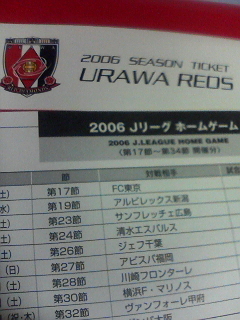 2006 SEASON TICKET
URAWA REDS
2006 Jリーグ ホームゲーム
2006 J.LEAGUE HOME GAME
(第17節〜第34節 開催分)
節 対戦相手 試合
土) 第17節 FC東京
水) 第19節 アルビレックス新潟
土) 第23節 サンフレッチェ広島
土) 第24節 清水エスパルス
土) 第26節 ジェフ千葉
(日) 第27節 アビスパ福岡
第28節 川崎フロンターレ
第30節 横浜F・マリノス
(祝・木) 第32節 ヴァンフォーレ甲府